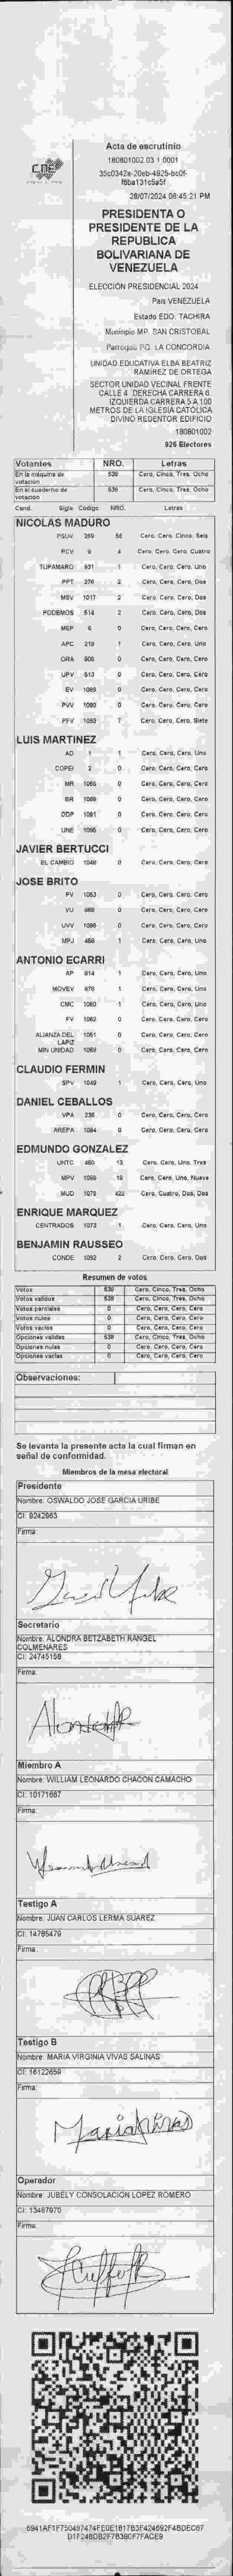 CNE
Acta de escrutinio
180801002.03.1.0001
28/07/2024 08:45:21 PM
PRESIDENTA O
PRESIDENTE DE LA
REPUBLICA
BOLIVARIANA DE
VENEZUELA
ELECCIÓN PRESIDENCIAL 2024
Pais VENEZUELA
Estado EDO. TACHIRA
Municipio MP. SAN CRISTOBAL
Parroquia PQ. LA CONCORDIA
UNIDAD EDUCATIVA ELBA BEATRIZ
RAMIREZ DE ORTEGA
SECTOR UNIDAD VECINAL FRENTE
CALLE 4. DERECHA CARRERA 6.
IZQUIERDA CARRERA 5 A 100
METROS DE LA IGLESIA CATÓLICA
DIVINO REDENTOR EDIFICIO
180801002
926 Electores
Votantes NRO. Letras
En la máquina de votación 538 Cero, Cinco, Tres, Ocho
En el cuaderno de votación 538 Cero, Cinco, Tres, Ocho
Cand. Sigla Codigo NRO. Letras
NICOLAS MADURO
PSUV 269 56 Cero, Cero, Cinco, Seis
PCV 9 4 Cero, Cero, Cero, Cuatro
TUPAMARO 931 1 Cero, Cero, Cero, Uno
PPT 276 2 Cero, Cero, Cero, Dos
MSV 1017 2 Cero, Cero, Cero, Dos
PODEMOS 514 2 Cero, Cero, Cero, Dos
MEP 6 0 Cero, Cero, Cero, Cero
APC 219 1 Cero, Cero, Cero, Uno
ORA 906 0 Cero, Cero, Cero, Cero
UPV 513 0 Cero, Cero, Cero, Cero
EV 1089 0 Cero, Cero, Cero, Cero
PVV 1090 0 Cero, Cero, Cero, Cero
PFV 1093 7 Cero, Cero, Cero, Siete
LUIS MARTINEZ
AD 1 1 Cero, Cero, Cero, Uno
COPEI 2 0 Cero, Cero, Cero, Cero
MR 1065 0 Cero, Cero, Cero, Cero
BR 1066 0 Cero, Cero, Cero, Cero
DDP 1091 0 Cero, Cero, Cero, Cero
UNE 1095 0 Cero, Cero, Cero, Cero
JAVIER BERTUCCI
EL CAMBIO 1048 0 Cero, Cero, Cero, Cero
JOSE BRITO
PV 1053 0 Cero, Cero, Cero, Cero
VU 868 0 Cero, Cero, Cero, Cero
UVV 1096 0 Cero, Cero, Cero, Cero
MPJ 458 1 Cero, Cero, Cero, Uno
ANTONIO ECARRI
AP 914 1 Cero, Cero, Cero, Uno
MOVEV 878 1 Cero, Cero, Cero, Uno
CMC 1050 1 Cero, Cero, Cero, Uno
FV 1062 0 Cero, Cero, Cero, Cero
ALIANZA DEL LAPIZ 1051 0 Cero, Cero, Cero, Cero
MIN UNIDAD 1069 0 Cero, Cero, Cero, Cero
CLAUDIO FERMIN
SPV 1049 1 Cero, Cero, Cero, Uno
DANIEL CEBALLOS
VPA 236 0 Cero, Cero, Cero, Cero
AREPA 1094 0 Cero, Cero, Cero, Cero
EDMUNDO GONZALEZ
UNTC 460 13 Cero, Cero, Uno, Tres
MPV 1059 19 Cero, Cero, Uno, Nueve
MUD 1075 422 Cero, Cuatro, Dos, Dos
ENRIQUE MARQUEZ
CENTRADOS 1073 1 Cero, Cero, Cero, Uno
BENJAMIN RAUSSEO
CONDE 1092 2 Cero, Cero, Cero, Dos
Resumen de votos
Votos 538 Cero, Cinco, Tres, Ocho
Votos validos 538 Cero, Cinco, Tres, Ocho
Votos parciales 0 Cero, Cero, Cero, Cero
Votos nulos 0 Cero, Cero, Cero, Cero
Votos vacíos 0 Cero, Cero, Cero, Cero
Opciones validas 538 Cero, Cinco, Tres, Ocho
Opciones nulas 0 Cero, Cero, Cero, Cero
Opciones vacias 0 Cero, Cero, Cero, Cero
Observaciones:
Se levanta la presente acta la cual firman en
señal de conformidad.
Miembros de la mesa electoral
Presidente
Nombre: OSWALDO JOSE GARCIA URIBE
CI: 9242963
Firma:
Secretario
Nombre: ALONDRA BETZABETH RANGEL
COLMENARES
CI: 24745158
Firma:
Miembro A
Nombre: WILLIAM LEONARDO CHACON CAMACHO
CI: 10171667
Firma:
Testigo A
Nombre: JUAN CARLOS LERMA SUAREZ
CI: 14785479
Firma:
Testigo B
Nombre: MARIA VIRGINIA VIVAS SALINAS
CI: 16122659
Firma:
Operador
Nombre: JUBELY CONSOLACION LOPEZ ROMERO
CI: 13467970
Firma: